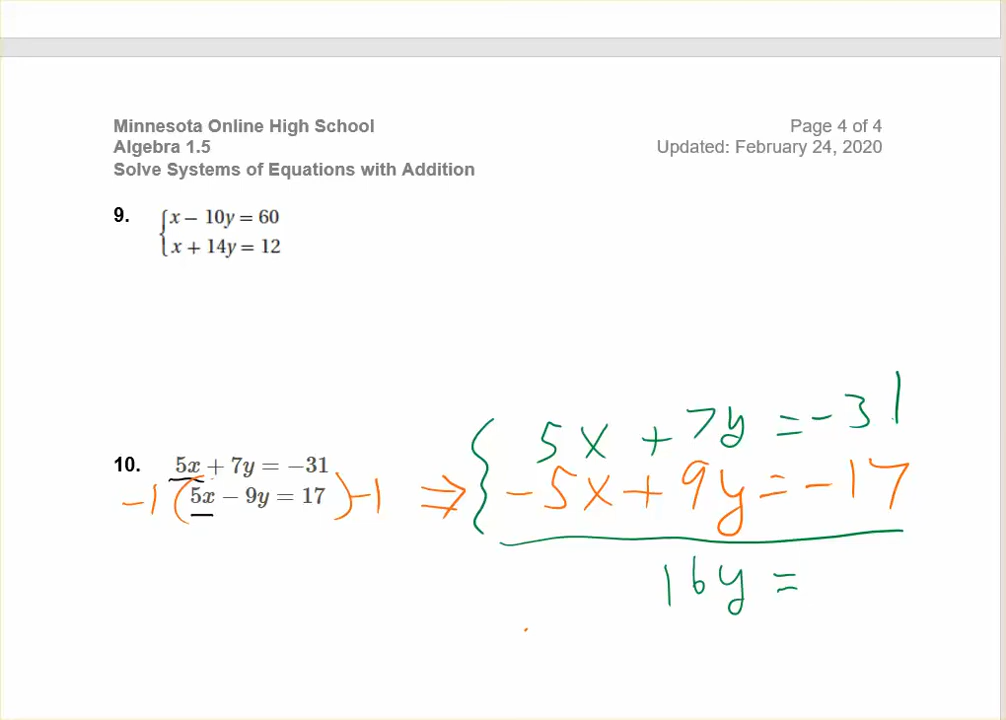 Minnesota Online High School
Page 4 of 4
Algebra 1.5
Updated: February 24, 2020
Solve Systems of Equations with Addition
9. x − 10y = 60
x + 14y = 12
5x + 7y = −31
10. 5x + 7y = −31
−1 (5x − 9y = 17) −1 ⇒ −5x + 9y = −17
16y =